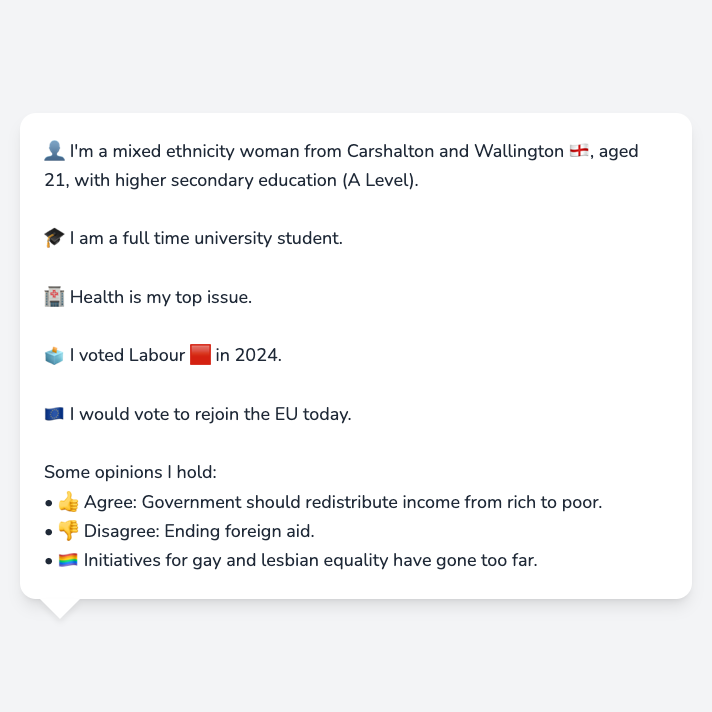 👤 I'm a mixed ethnicity woman from Carshalton and Wallington 🏴󠁧󠁢󠁥󠁮󠁧󠁿, aged
21, with higher secondary education (A Level).
🎓 I am a full time university student.
🏥 Health is my top issue.
🗳️ I voted Labour 🟥 in 2024.
🇪🇺 I would vote to rejoin the EU today.
Some opinions I hold:
• 👍 Agree: Government should redistribute income from rich to poor.
• 👎 Disagree: Ending foreign aid.
• 🏳️‍🌈 Initiatives for gay and lesbian equality have gone too far.